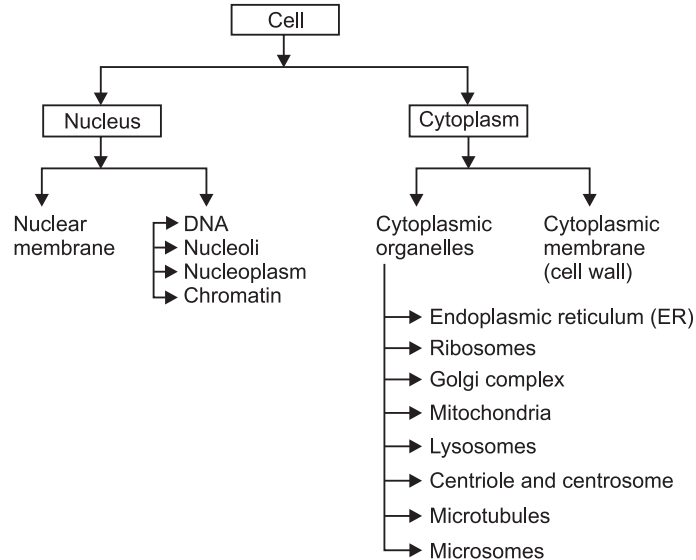 Cell
Nucleus
Cytoplasm
Nuclear
membrane
DNA
Nucleoli
Nucleoplasm
Chromatin
Cytoplasmic
organelles
Cytoplasmic
membrane
(cell wall)
Endoplasmic reticulum (ER)
Ribosomes
Golgi complex
Mitochondria
Lysosomes
Centriole and centrosome
Microtubules
Microsomes